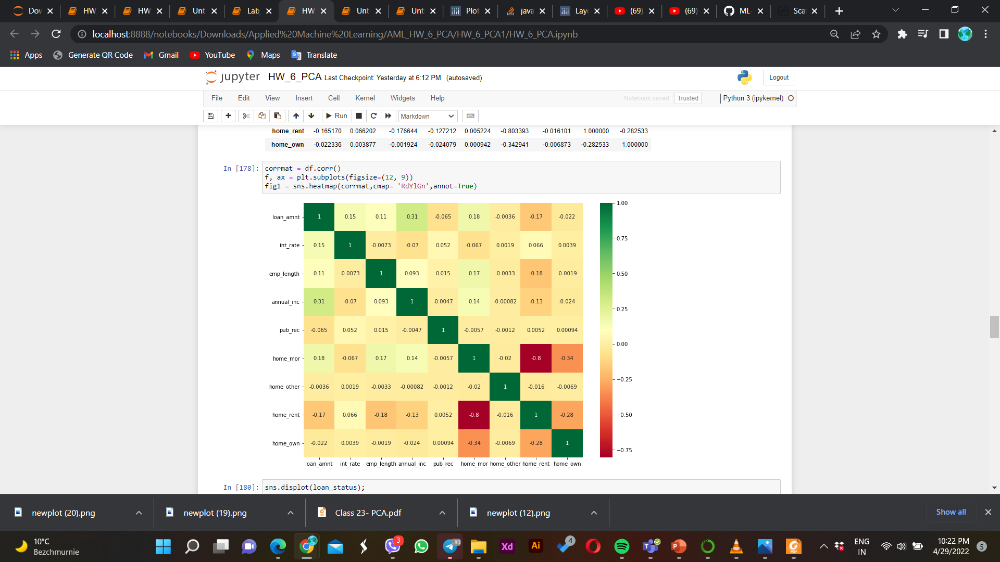 Dov HW HW Unt Lab HW Unt Unt Plot java Lay (69) (69) ML- Sca
localhost:8888/notebooks/Downloads/Applied%20Machine%20Learning/AML_HW_6_PCA/HW_6_PCA1/HW_6_PCA.ipynb
Apps Generate QR Code Gmail YouTube Maps Translate
jupyter HW_6_PCA Last Checkpoint: Yesterday at 6:12 PM (autosaved) Logout
File Edit View Insert Cell Kernel Widgets Help Notebook saved Trusted Python 3 (ipykernel)
Run Markdown
home_rent -0.165170 0.066202 -0.176644 -0.127212 0.005224 -0.803393 -0.016101 1.000000 -0.282533
home_own -0.022336 0.003877 -0.001924 -0.024079 0.000942 -0.342941 -0.006873 -0.282533 1.000000
In [178]: corrmat = df.corr()
f, ax = plt.subplots(figsize=(12, 9))
fig1 = sns.heatmap(corrmat,cmap= 'RdYlGn',annot=True)
loan_amnt 1 0.15 0.11 0.31 -0.065 0.18 -0.0036 -0.17 -0.022
int_rate 0.15 1 -0.0073 -0.07 0.052 -0.067 0.0019 0.066 0.0039
emp_length 0.11 -0.0073 1 0.093 0.015 0.17 -0.0033 -0.18 -0.0019
annual_inc 0.31 -0.07 0.093 1 -0.0047 0.14 -0.00082 -0.13 -0.024
pub_rec -0.065 0.052 0.015 -0.0047 1 -0.0057 -0.0012 0.0052 0.00094
home_mor 0.18 -0.067 0.17 0.14 -0.0057 1 -0.02 -0.8 -0.34
home_other -0.0036 0.0019 -0.0033 -0.00082 -0.0012 -0.02 1 -0.016 -0.0069
home_rent -0.17 0.066 -0.18 -0.13 0.0052 -0.8 -0.016 1 -0.28
home_own -0.022 0.0039 -0.0019 -0.024 0.00094 -0.34 -0.0069 -0.28 1
loan_amnt int_rate emp_length annual_inc pub_rec home_mor home_other home_rent home_own
1.00
0.75
0.50
0.25
0.00
−0.25
−0.50
−0.75
In [180]: sns.displot(loan_status);
newplot (20).png newplot (19).png Class 23- PCA.pdf newplot (12).png Show all
10°C
Bezchmurnie
3 ..80 Xd Ai 4
ENG
IN
10:22 PM
4/29/2022
5